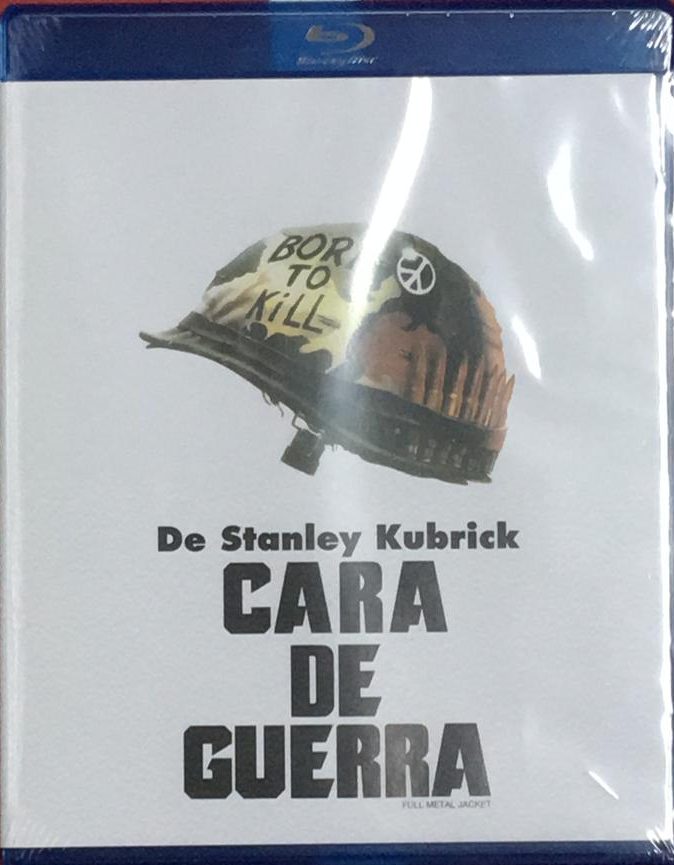 Blu-ray Disc
BORN
TO
KiLL
De Stanley Kubrick
CARA
DE
GUERRA
FULL METAL JACKET